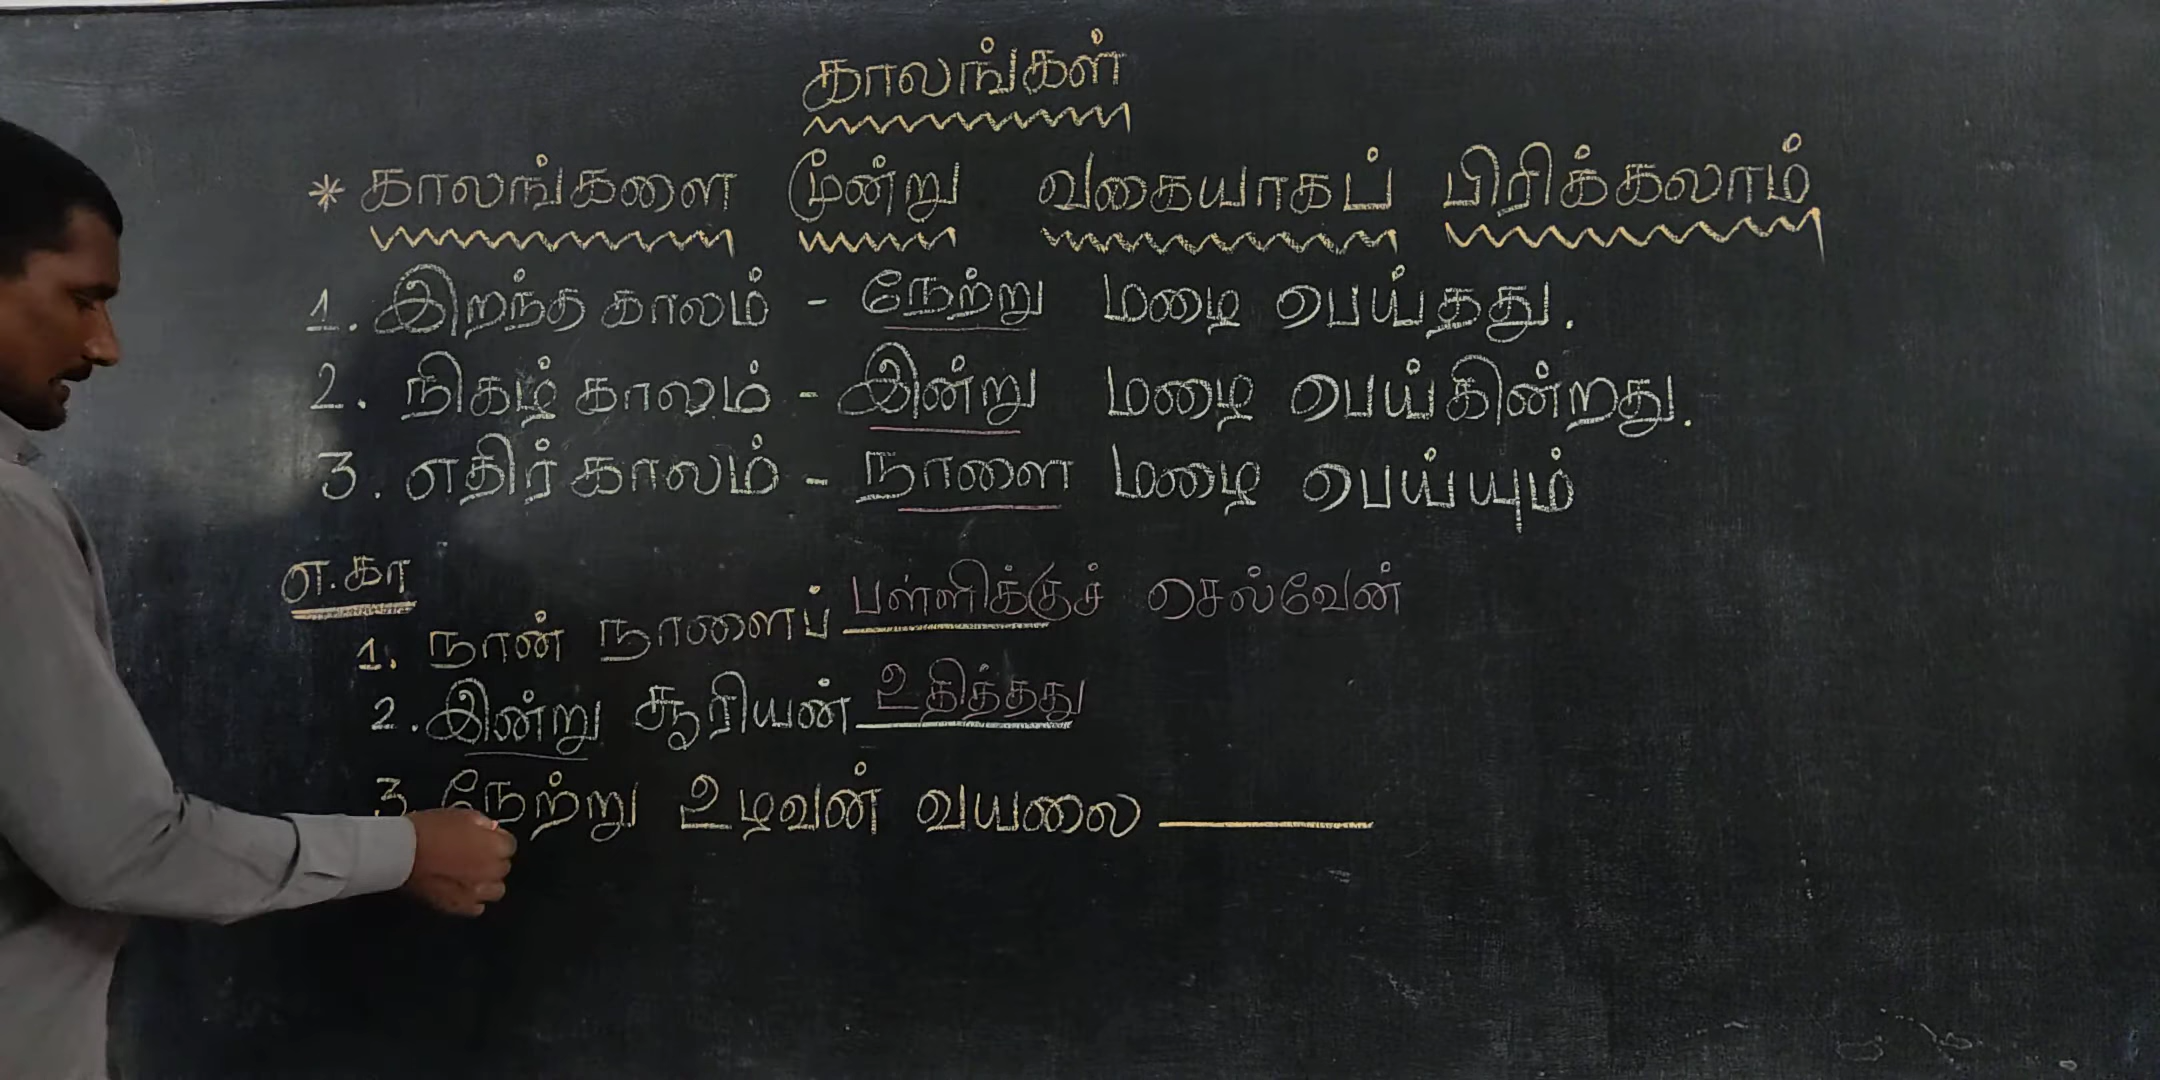 காலங்கள்
* காலங்களை மூன்று வகையாகப் பிரிக்கலாம்
1. இறந்த காலம் - நேற்று மழை பெய்தது.
2. நிகழ் காலம் - இன்று மழை பெய்கின்றது.
3. எதிர் காலம் - நாளை மழை பெய்யும்
எ.கா
1. நான் நாளைப் பள்ளிக்குச் செல்வேன்
2. இன்று சூரியன் உதித்தது
3. நேற்று உழவன் வயலை ________